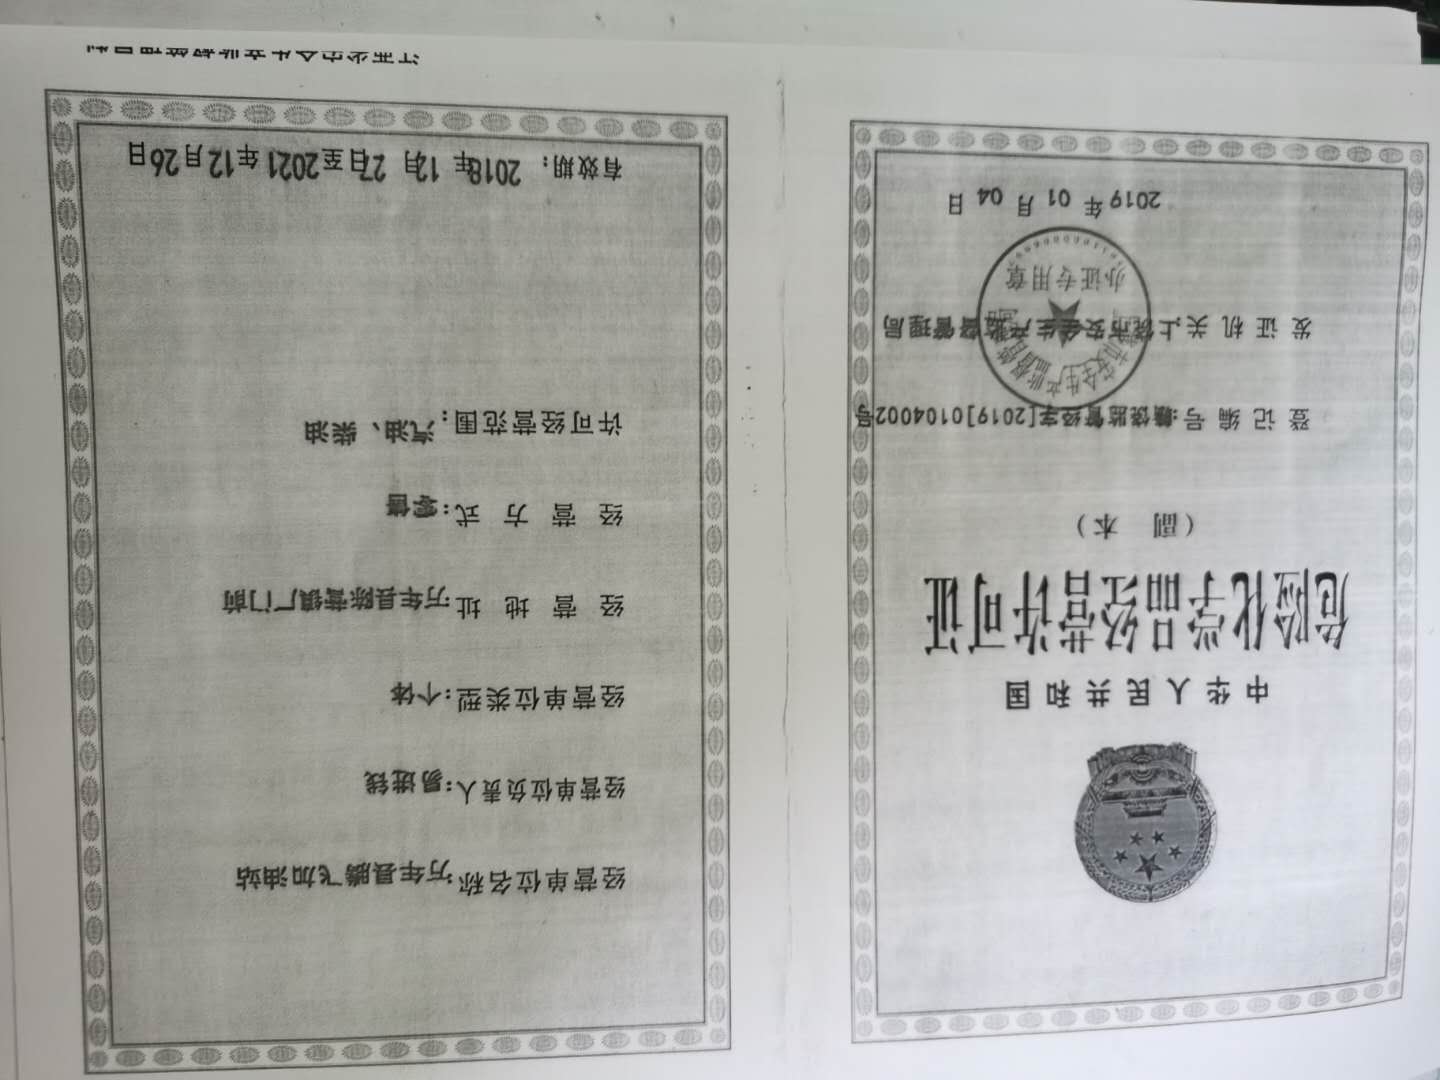 中华人民共和国
危险化学品经营许可证
（副 本）
登记编号:赣饶监管经字[2019]0104002号
发证机关:上饶市安全生产监督管理局
市安全生产监督管理局
办证专用章
2019年01月04日
经营单位名称:万年县腾飞加油站
经营单位负责人:易进钱
经营单位类型:个体
经营地址:万年县陈营镇厂门前
经营方式:零售
许可经营范围:汽油、柴油
有效期:2018年12月27日至2021年12月26日
江西省安全生产监督管理局制